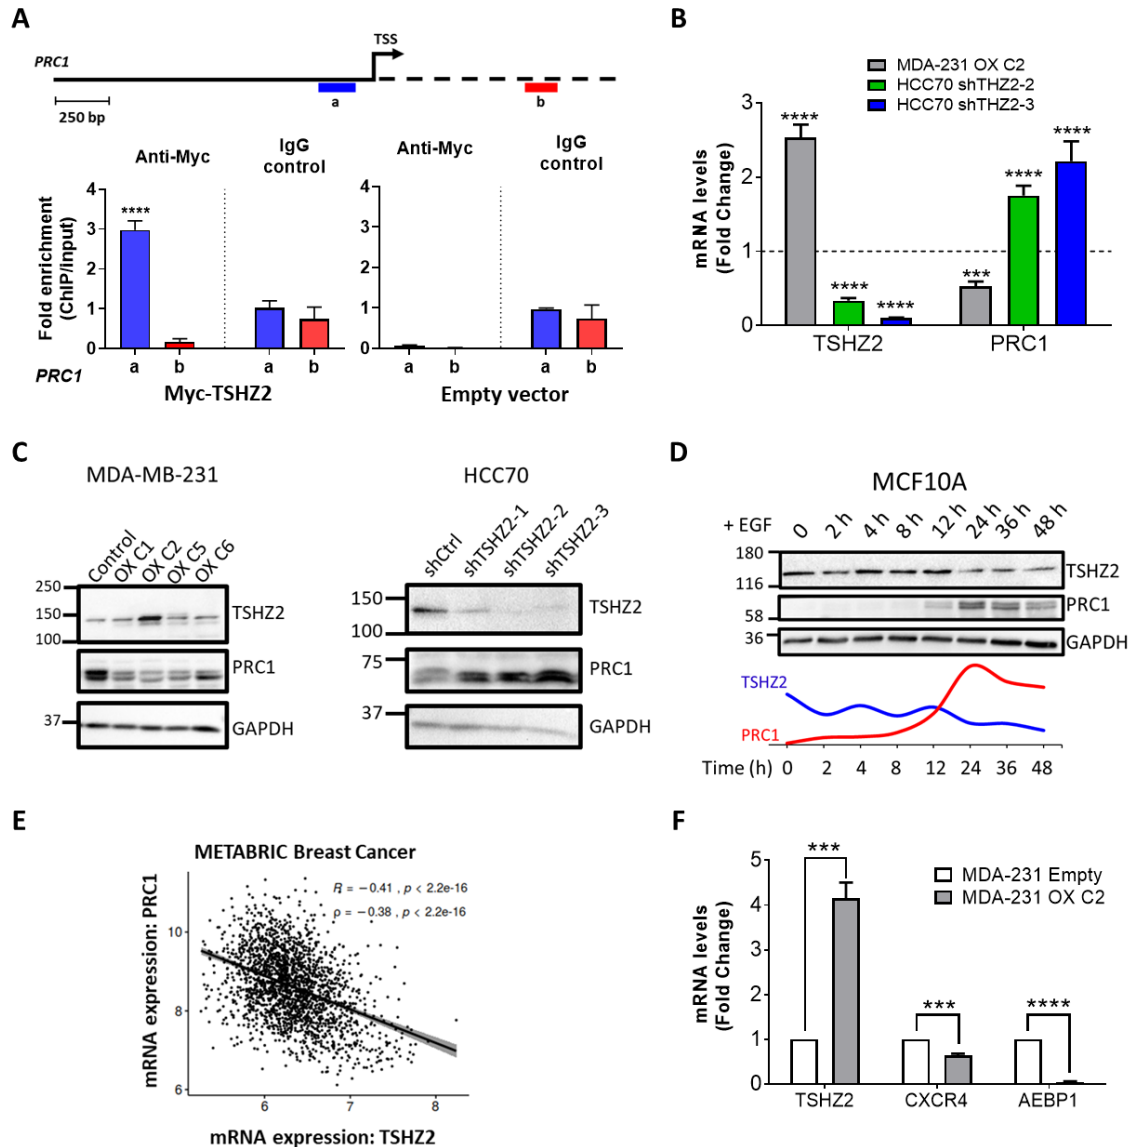 A
PRC1
TSS
a
b
250 bp
Anti-Myc
IgG
control
Anti-Myc
IgG
control
Fold enrichment
(ChIP/input)
4
3
2
1
0
****
a
b
a
b
4
3
2
1
0
a
b
a
b
PRC1
Myc-TSHZ2
Empty vector
B
MDA-231 OX C2
HCC70 shTHZ2-2
HCC70 shTHZ2-3
mRNA levels
(Fold Change)
3
2
1
0
****
****
****
***
****
****
TSHZ2
PRC1
C
MDA-MB-231
Control
OX C1
OX C2
OX C5
OX C6
250
150
100
37
TSHZ2
PRC1
GAPDH
HCC70
shCtrl
shTSHZ2-1
shTSHZ2-2
shTSHZ2-3
150
100
75
37
TSHZ2
PRC1
GAPDH
D
MCF10A
+ EGF
0
2 h
4 h
8 h
12 h
24 h
36 h
48 h
180
116
58
36
TSHZ2
PRC1
GAPDH
TSHZ2
PRC1
Time (h)
0
2
4
8
12
24
36
48
E
METABRIC Breast Cancer
R = −0.41 , p < 2.2e-16
ρ = −0.38 , p < 2.2e-16
mRNA expression: PRC1
10
8
6
6
7
8
mRNA expression: TSHZ2
F
MDA-231 Empty
MDA-231 OX C2
mRNA levels
(Fold Change)
5
4
3
2
1
0
***
***
****
TSHZ2
CXCR4
AEBP1